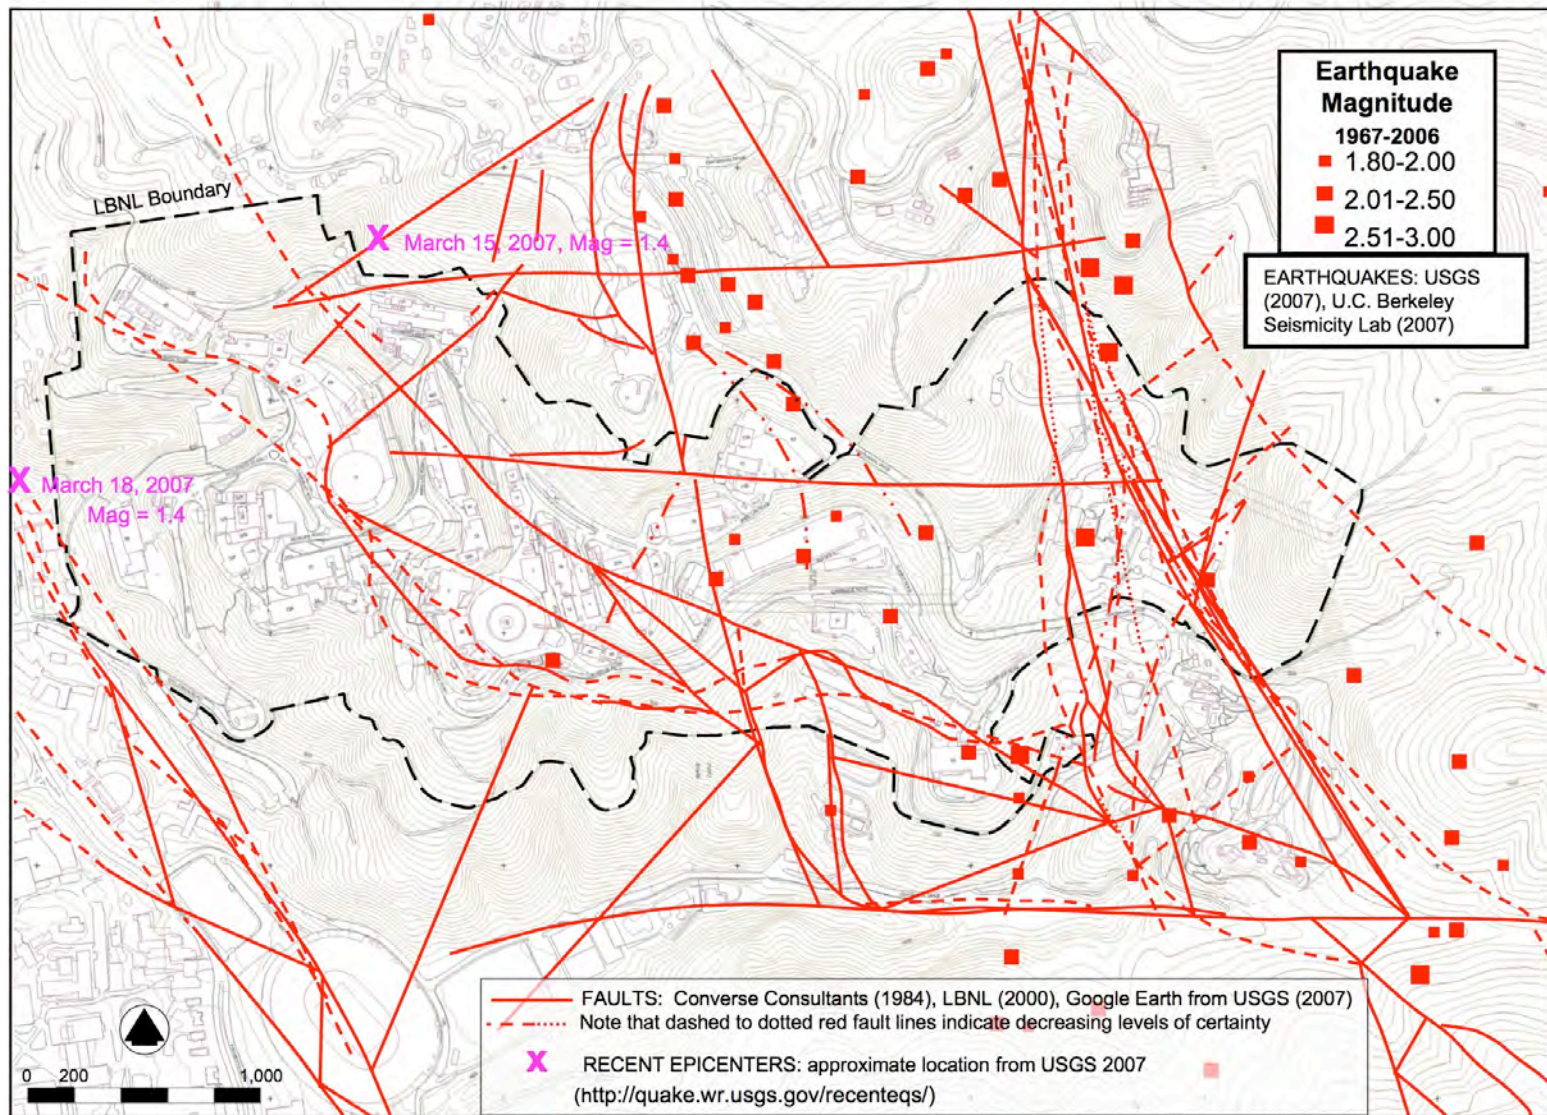 Earthquake
Magnitude
1967-2006
1.80-2.00
2.01-2.50
2.51-3.00
EARTHQUAKES: USGS
(2007), U.C. Berkeley
Seismicity Lab (2007)
LBNL Boundary
X March 15, 2007, Mag = 1.4
X March 18, 2007
Mag = 1.4
FAULTS: Converse Consultants (1984), LBNL (2000), Google Earth from USGS (2007)
Note that dashed to dotted red fault lines indicate decreasing levels of certainty
X RECENT EPICENTERS: approximate location from USGS 2007
(http://quake.wr.usgs.gov/recenteqs/)
0 200 1,000